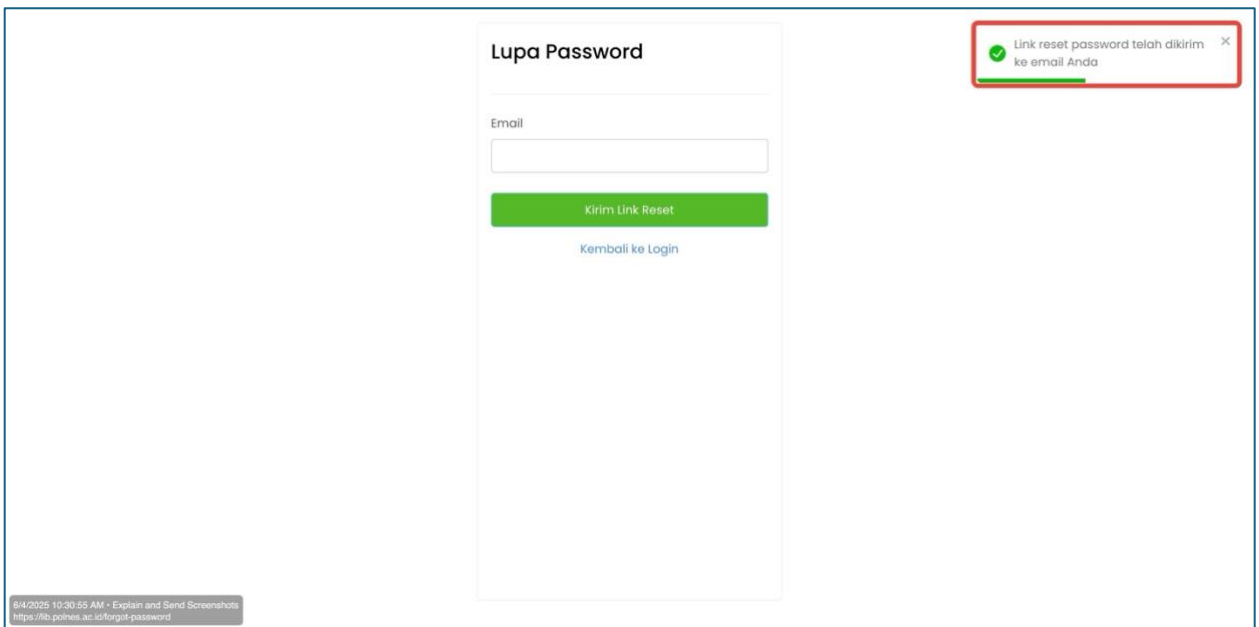 Lupa Password
Link reset password telah dikirim
ke email Anda
Email
Kirim Link Reset
Kembali ke Login
6/4/2025 10:30:55 AM • Explain and Send Screenshots
https://lib.polnes.ac.id/forgot-password